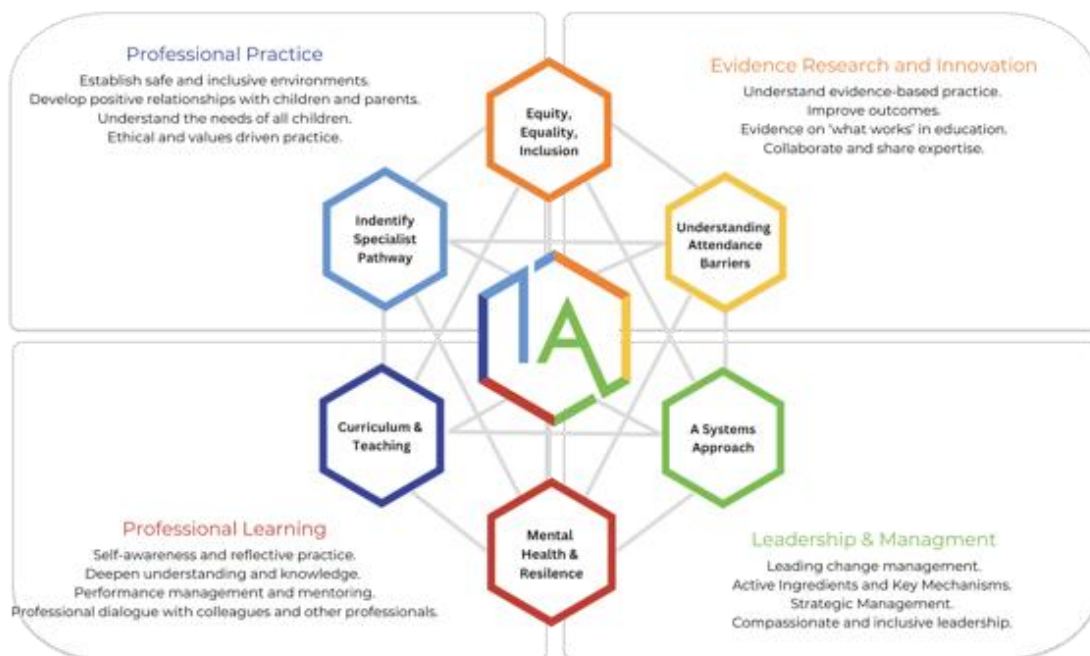 Professional Practice
Establish safe and inclusive environments.
Develop positive relationships with children and parents.
Understand the needs of all children.
Ethical and values driven practice.
Evidence Research and Innovation
Understand evidence-based practice.
Improve outcomes.
Evidence on 'what works' in education.
Collaborate and share expertise.
Equity,
Equality,
Inclusion
Indentify
Specialist
Pathway
Understanding
Attendance
Barriers
1A
Curriculum &
Teaching
A Systems
Approach
Mental
Health &
Resilence
Professional Learning
Self-awareness and reflective practice.
Deepen understanding and knowledge.
Performance management and mentoring.
Professional dialogue with colleagues and other professionals.
Leadership & Managment
Leading change management.
Active Ingredients and Key Mechanisms.
Strategic Management.
Compassionate and inclusive leadership.